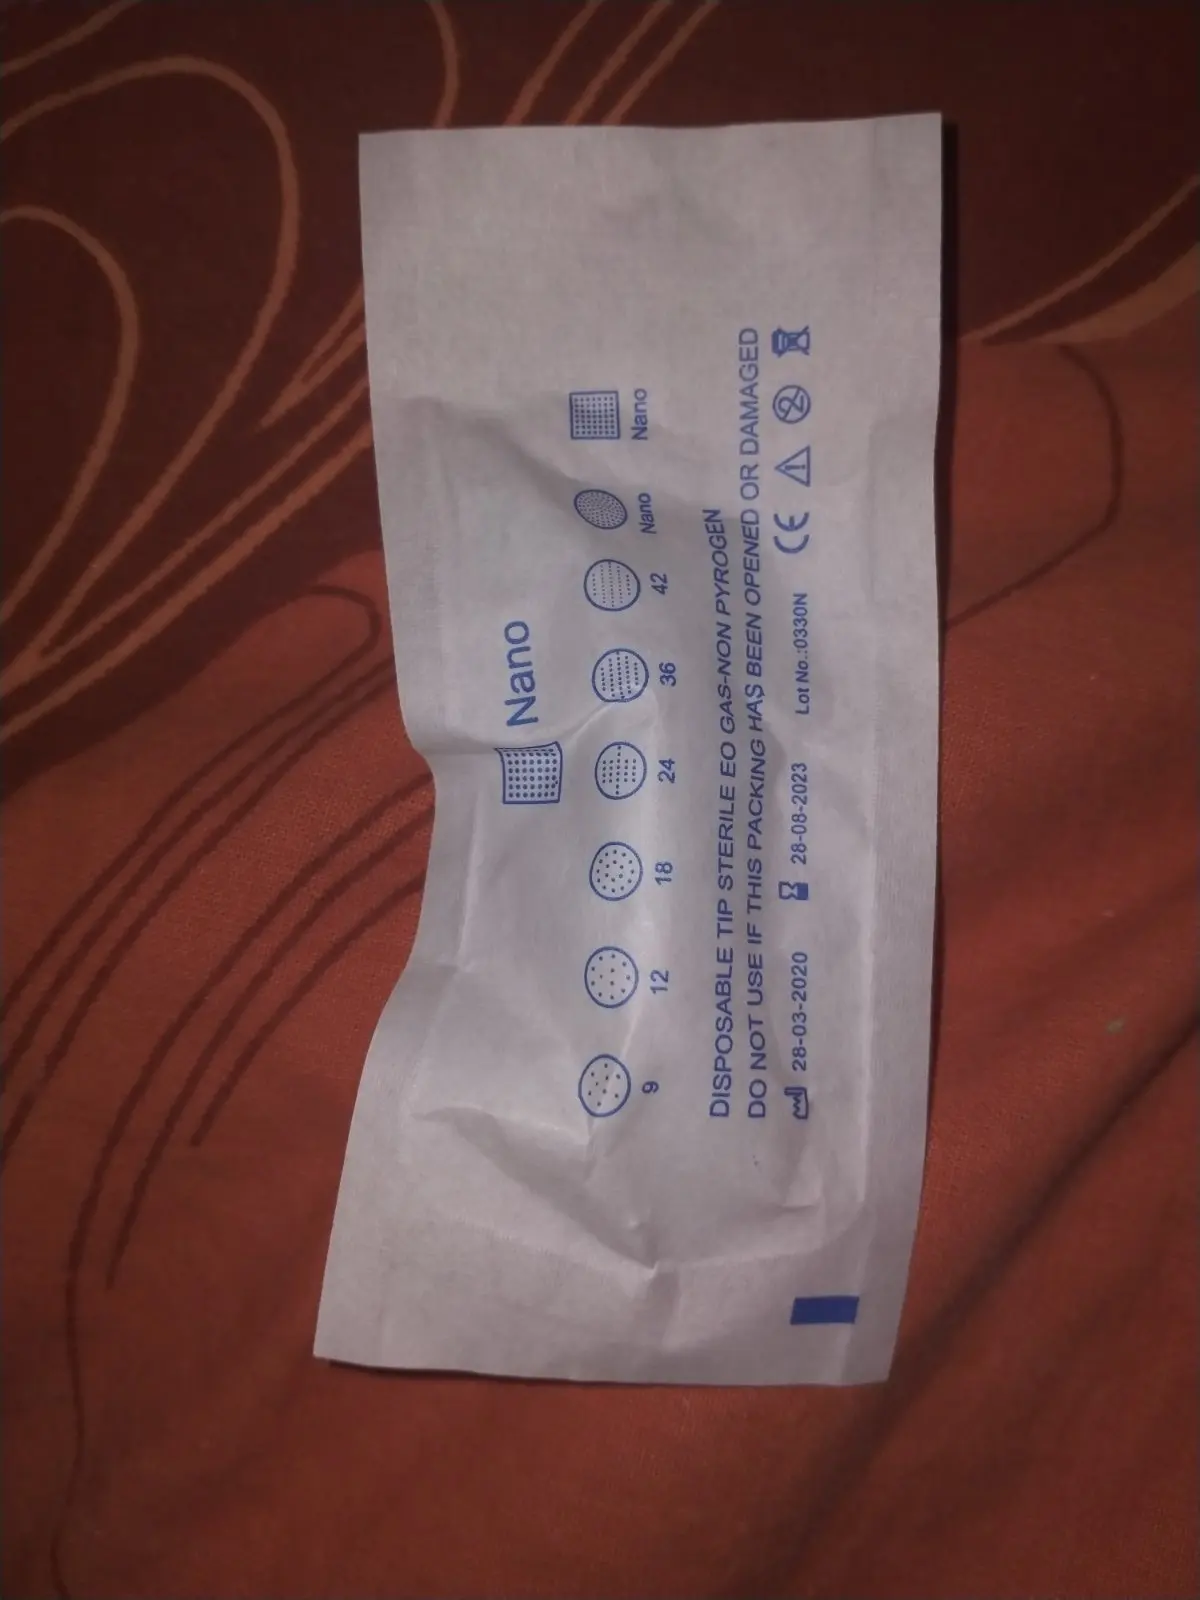 Nano
9 12 18 24 36 42 Nano Nano
DISPOSABLE TIP STERILE EO GAS-NON PYROGEN
DO NOT USE IF THIS PACKING HAS BEEN OPENED OR DAMAGED
28-03-2020 28-08-2023 Lot No.:0330N CE 2